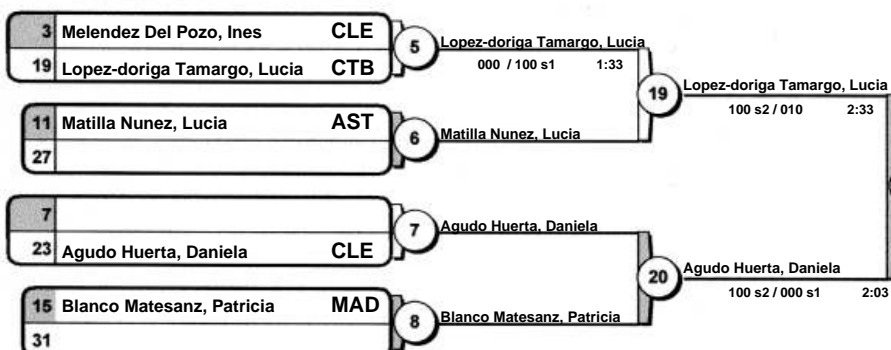 3 Melendez Del Pozo, Ines CLE
19 Lopez-doriga Tamargo, Lucia CTB
5
Lopez-doriga Tamargo, Lucia
000 / 100 s1 1:33
11 Matilla Nunez, Lucia AST
27
6
Matilla Nunez, Lucia
19
Lopez-doriga Tamargo, Lucia
100 s2 / 010 2:33
7
23 Agudo Huerta, Daniela CLE
7
Agudo Huerta, Daniela
15 Blanco Matesanz, Patricia MAD
31
8
Blanco Matesanz, Patricia
20
Agudo Huerta, Daniela
100 s2 / 000 s1 2:03